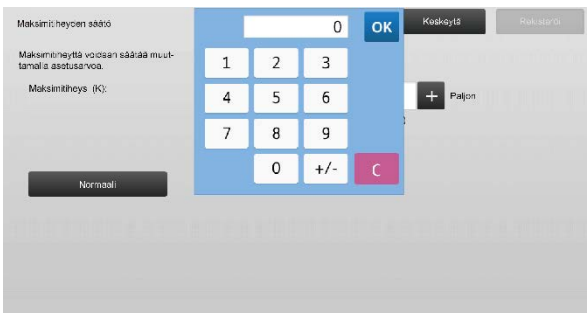 Maksimitiheyden säätö
0
OK
Keskeytä
Rekisteröi
Maksimitiheyttä voidaan säätää muut-
tamalla asetusarvoa.
Maksimitiheys (K):
1 2 3
4 5 6
+ Paljon
7 8 9
0 +/- C
Normaali